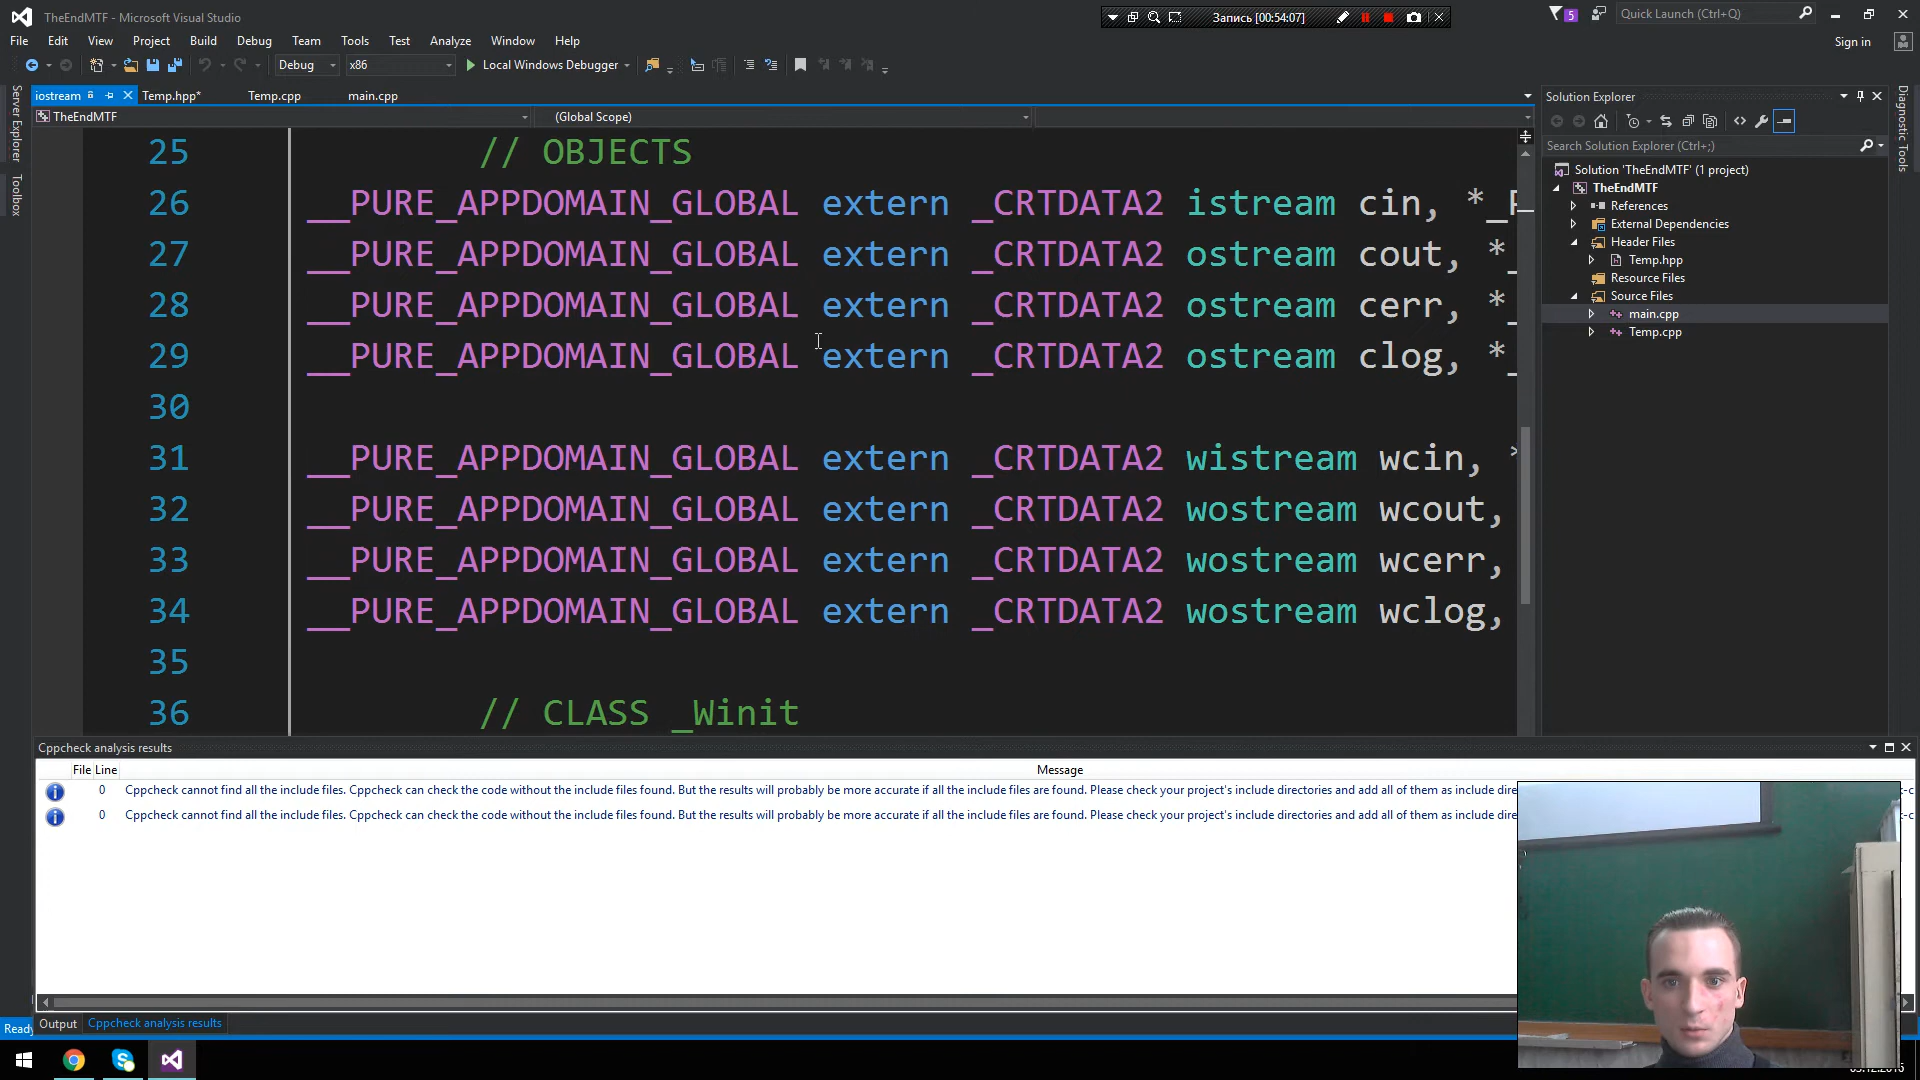 TheEndMTF - Microsoft Visual Studio
Запись [00:54:07]
5
Quick Launch (Ctrl+Q)
File Edit View Project Build Debug Team Tools Test Analyze Window Help
Sign in
Debug x86 Local Windows Debugger
Server Explorer
Toolbox
iostream Temp.hpp* Temp.cpp main.cpp
TheEndMTF (Global Scope)
25 // OBJECTS
26 __PURE_APPDOMAIN_GLOBAL extern _CRTDATA2 istream cin, *_
27 __PURE_APPDOMAIN_GLOBAL extern _CRTDATA2 ostream cout, *_
28 __PURE_APPDOMAIN_GLOBAL extern _CRTDATA2 ostream cerr, *_
29 __PURE_APPDOMAIN_GLOBAL extern _CRTDATA2 ostream clog, *_
30
31 __PURE_APPDOMAIN_GLOBAL extern _CRTDATA2 wistream wcin, *
32 __PURE_APPDOMAIN_GLOBAL extern _CRTDATA2 wostream wcout,
33 __PURE_APPDOMAIN_GLOBAL extern _CRTDATA2 wostream wcerr,
34 __PURE_APPDOMAIN_GLOBAL extern _CRTDATA2 wostream wclog,
35
36 // CLASS _Winit
Solution Explorer
Search Solution Explorer (Ctrl+;)
Solution 'TheEndMTF' (1 project)
TheEndMTF
References
External Dependencies
Header Files
Temp.hpp
Resource Files
Source Files
main.cpp
Temp.cpp
Diagnostic Tools
Cppcheck analysis results
File Line Message
0 Cppcheck cannot find all the include files. Cppcheck can check the code without the include files found. But the results will probably be more accurate if all the include files are found. Please check your project's include directories and add all of them as include dire
0 Cppcheck cannot find all the include files. Cppcheck can check the code without the include files found. But the results will probably be more accurate if all the include files are found. Please check your project's include directories and add all of them as include dire
Output Cppcheck analysis results
Ready